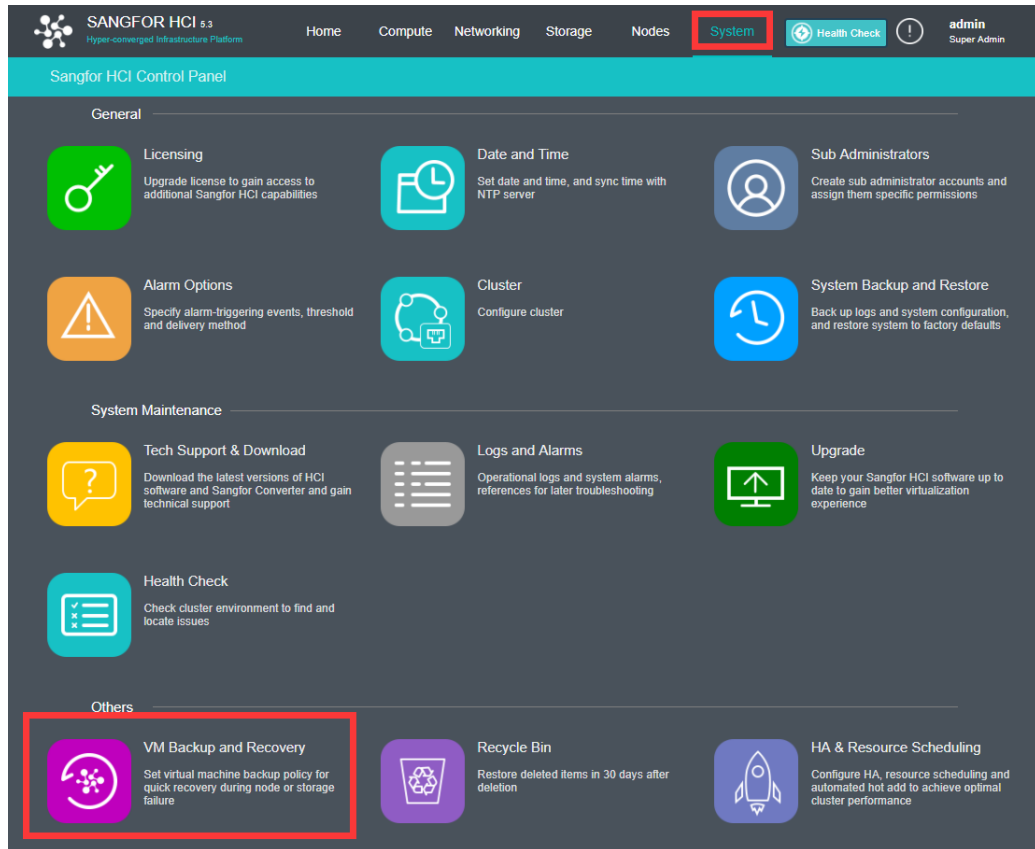 SANGFOR HCI 5.3
Hyper-converged Infrastructure Platform
Home
Compute
Networking
Storage
Nodes
System
Health Check
admin
Super Admin
Sangfor HCI Control Panel
General
Licensing
Upgrade license to gain access to
additional Sangfor HCI capabilities
Date and Time
Set date and time, and sync time with
NTP server
Sub Administrators
Create sub administrator accounts and
assign them specific permissions
Alarm Options
Specify alarm-triggering events, threshold
and delivery method
Cluster
Configure cluster
System Backup and Restore
Back up logs and system configuration,
and restore system to factory defaults
System Maintenance
Tech Support & Download
Download the latest versions of HCI
software and Sangfor Converter and gain
technical support
Logs and Alarms
Operational logs and system alarms,
references for later troubleshooting
Upgrade
Keep your Sangfor HCI software up to
date to gain better virtualization
experience
Health Check
Check cluster environment to find and
locate issues
Others
VM Backup and Recovery
Set virtual machine backup policy for
quick recovery during node or storage
failure
Recycle Bin
Restore deleted items in 30 days after
deletion
HA & Resource Scheduling
Configure HA, resource scheduling and
automated hot add to achieve optimal
cluster performance